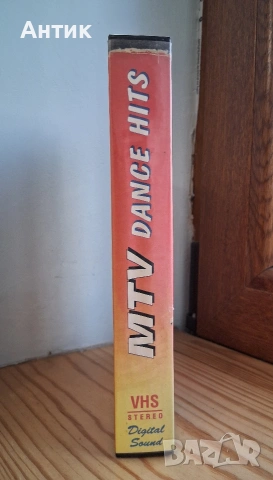 Антик
MTV DANCE HITS
VHS
STEREO
Digital
Sound
BAZAR